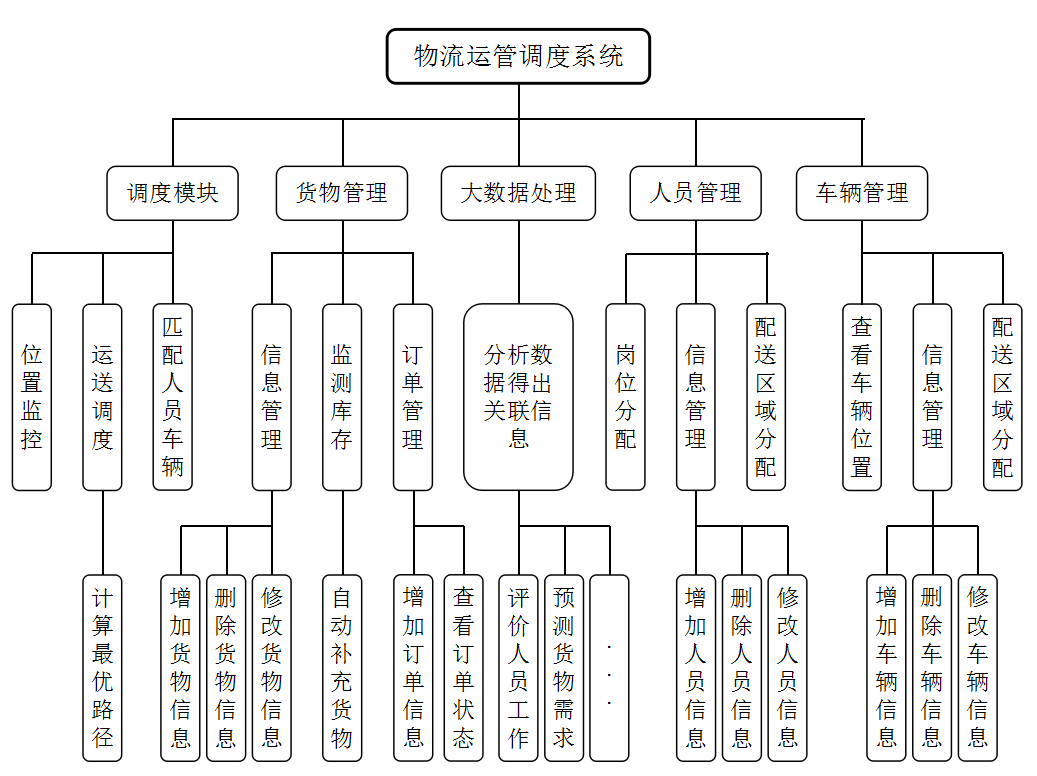 物流运管调度系统
调度模块
货物管理
大数据处理
人员管理
车辆管理
位置监控
运送调度
匹配人员车辆
信息管理
监测库存
订单管理
分析数
据得出
关联信
息
岗位分配
信息管理
配送区域分配
查看车辆位置
信息管理
配送区域分配
计算最优路径
增加货物信息
删除货物信息
修改货物信息
自动补充货物
增加订单信息
查看订单状态
评价人员工作
预测货物需求
...
增加人员信息
删除人员信息
修改人员信息
增加车辆信息
删除车辆信息
修改车辆信息